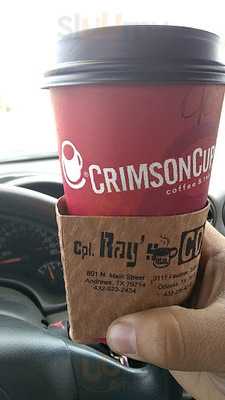 CRIMSONCUP
coffee & tea
Cpl. Ray's CO
801 N. Main Street
Andrews, TX 79714
432-523-2434